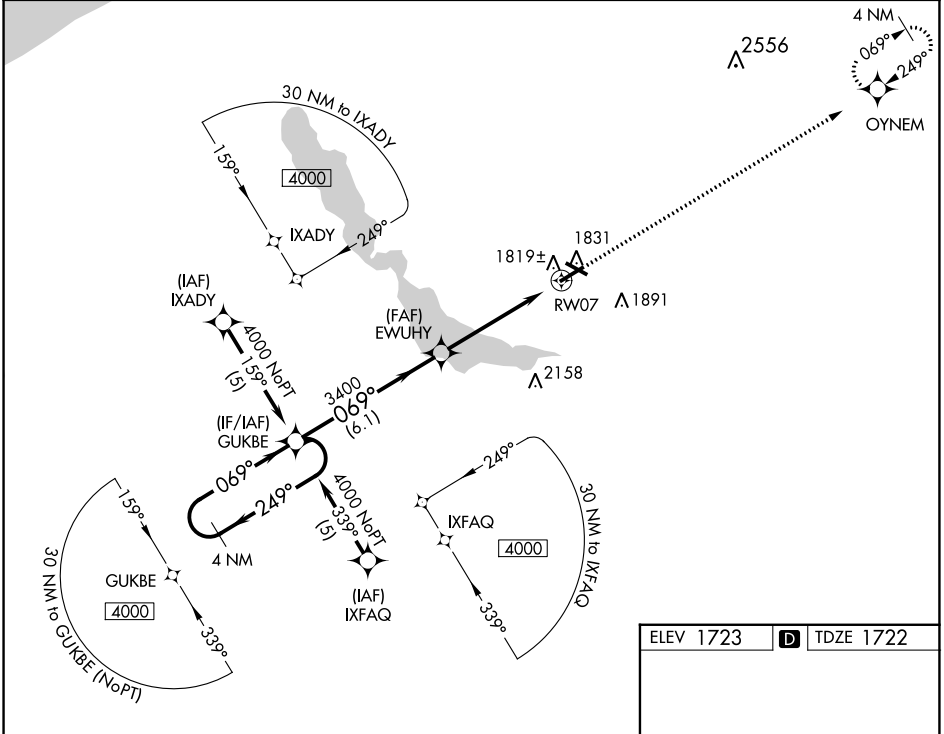 4 NM
069°
249°
OYNEM
2556
30 NM to IXADY
159°
4000
249°
IXADY
1831
1819±
RW07
1891
(IAF)
IXADY
4000 NoPT
159°
(5)
(FAF)
EWUHY
2158
3400
069°
(6.1)
(IF/IAF)
GUKBE
069°
249°
4 NM
4000 NoPT
339°
(5)
(IAF)
IXFAQ
249°
IXFAQ
4000
339°
30 NM to IXFAQ
159°
GUKBE
4000
339°
30 NM to GUKBE (NoPT)
ELEV 1723 D TDZE 1722